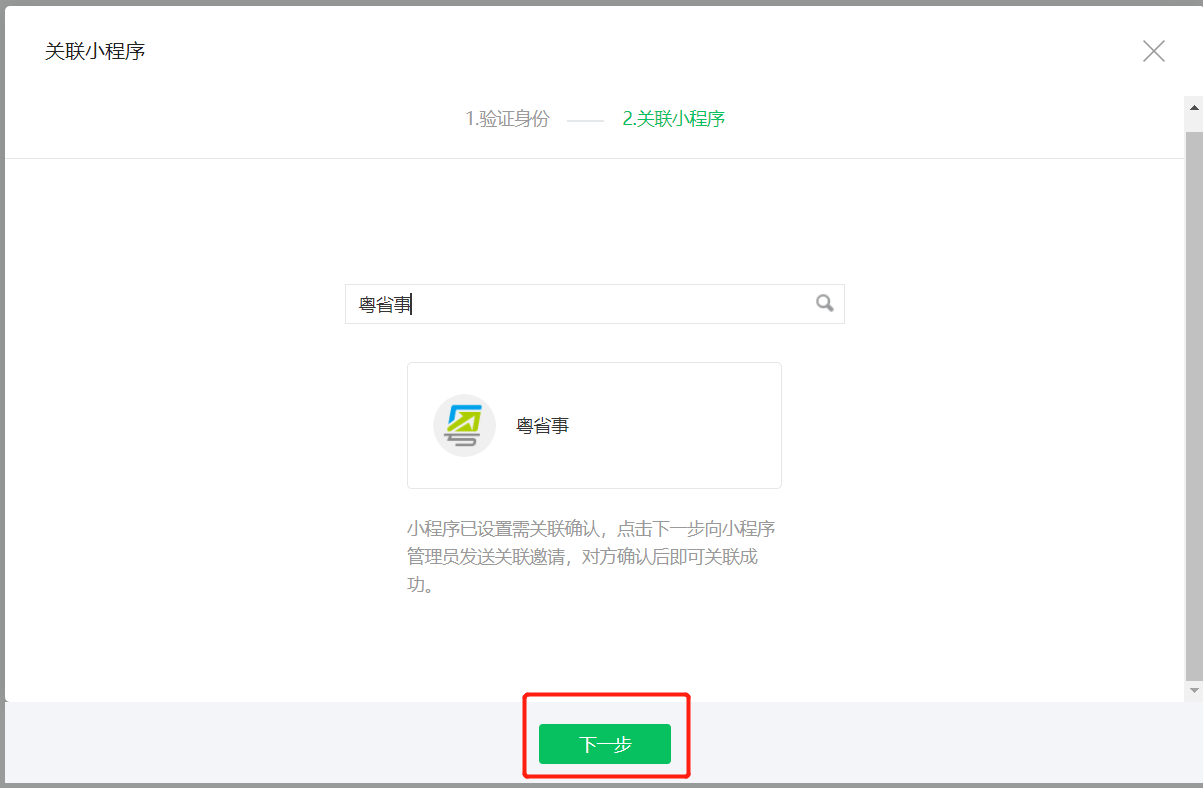 关联小程序
1.验证身份
2.关联小程序
粤省事
粤省事
小程序已设置需关联确认，点击下一步向小程序
管理员发送关联邀请，对方确认后即可关联成
功。
下一步